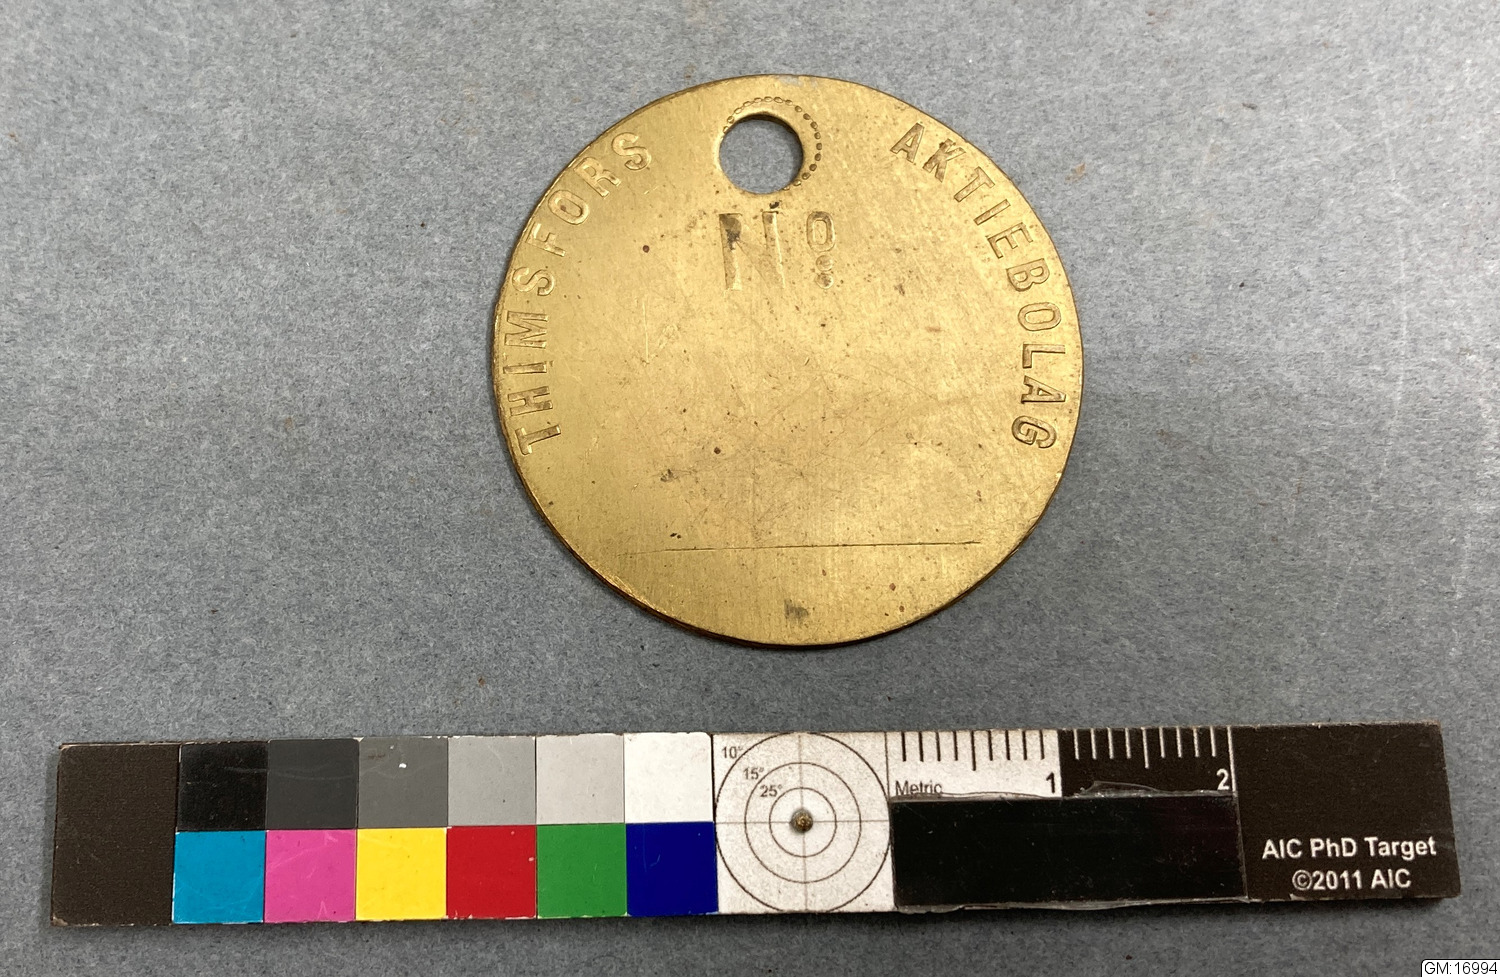 THIMSFORS AKTIEBOLAG
No
10°
15°
25°
Metric
1
2
AIC PhD Target
©2011 AIC
GM:16994